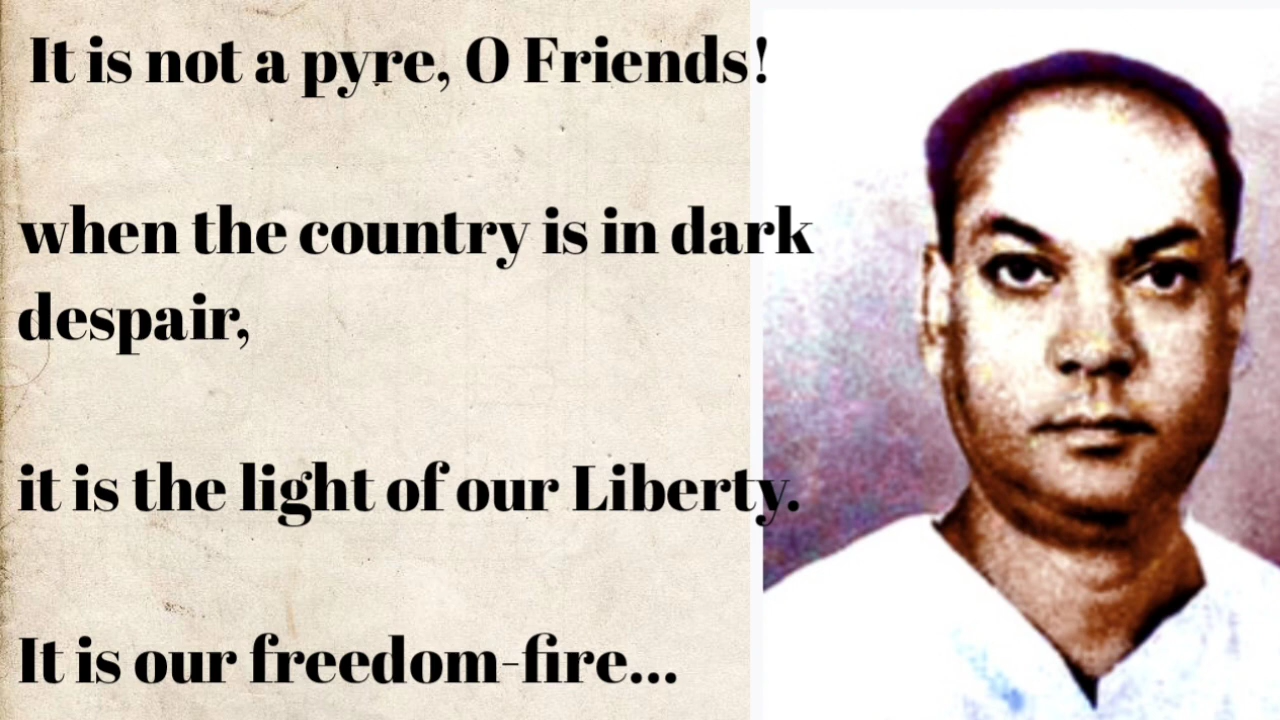 It is not a pyre, O Friends!
when the country is in dark
despair,
it is the light of our Liberty.
It is our freedom-fire...